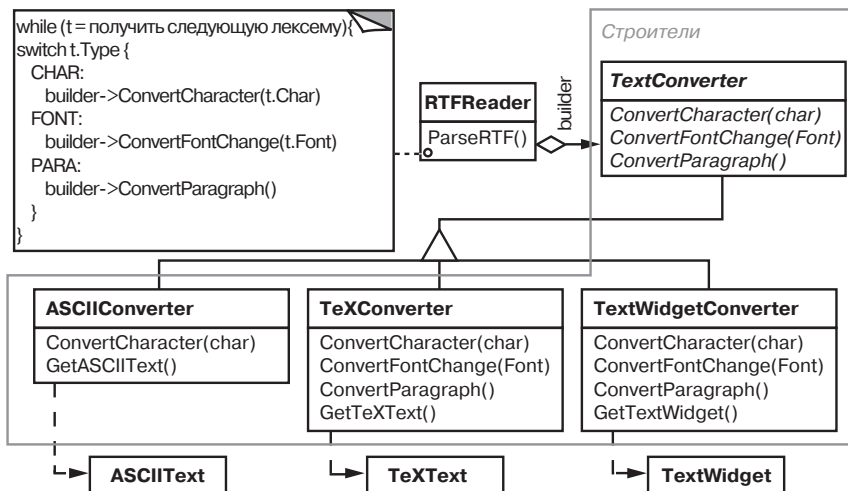 while (t = получить следующую лексему){
switch t.Type {
CHAR:
builder->ConvertCharacter(t.Char)
FONT:
builder->ConvertFontChange(t.Font)
PARA:
builder->ConvertParagraph()
}
}
RTFReader
ParseRTF()
builder
Строители
TextConverter
ConvertCharacter(char)
ConvertFontChange(Font)
ConvertParagraph()
ASCIIConverter
ConvertCharacter(char)
GetASCIIText()
TeXConverter
ConvertCharacter(char)
ConvertFontChange(Font)
ConvertParagraph()
GetTeXText()
TextWidgetConverter
ConvertCharacter(char)
ConvertFontChange(Font)
ConvertParagraph()
GetTextWidget()
ASCIIText
TeXText
TextWidget